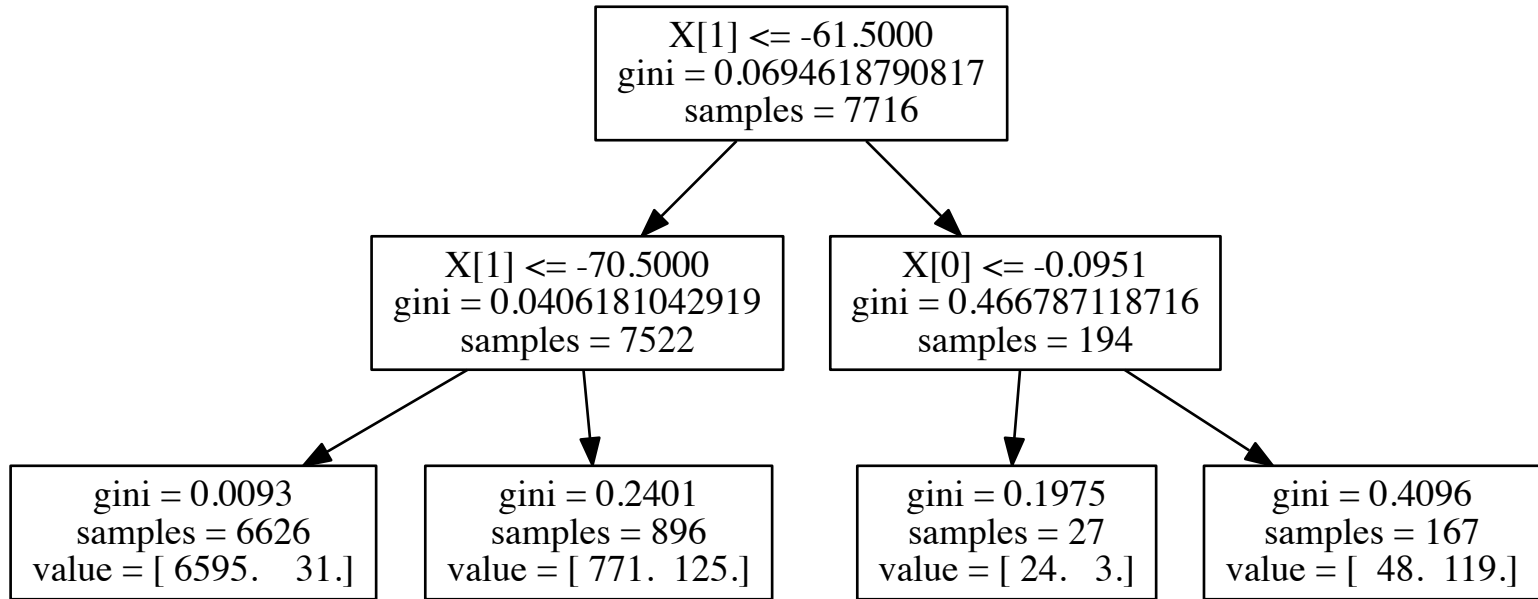 X[1] <= -61.5000
gini = 0.0694618790817
samples = 7716
X[1] <= -70.5000
gini = 0.0406181042919
samples = 7522
X[0] <= -0.0951
gini = 0.466787118716
samples = 194
gini = 0.0093
samples = 6626
value = [ 6595.   31.]
gini = 0.2401
samples = 896
value = [ 771.  125.]
gini = 0.1975
samples = 27
value = [ 24.   3.]
gini = 0.4096
samples = 167
value = [  48.  119.]